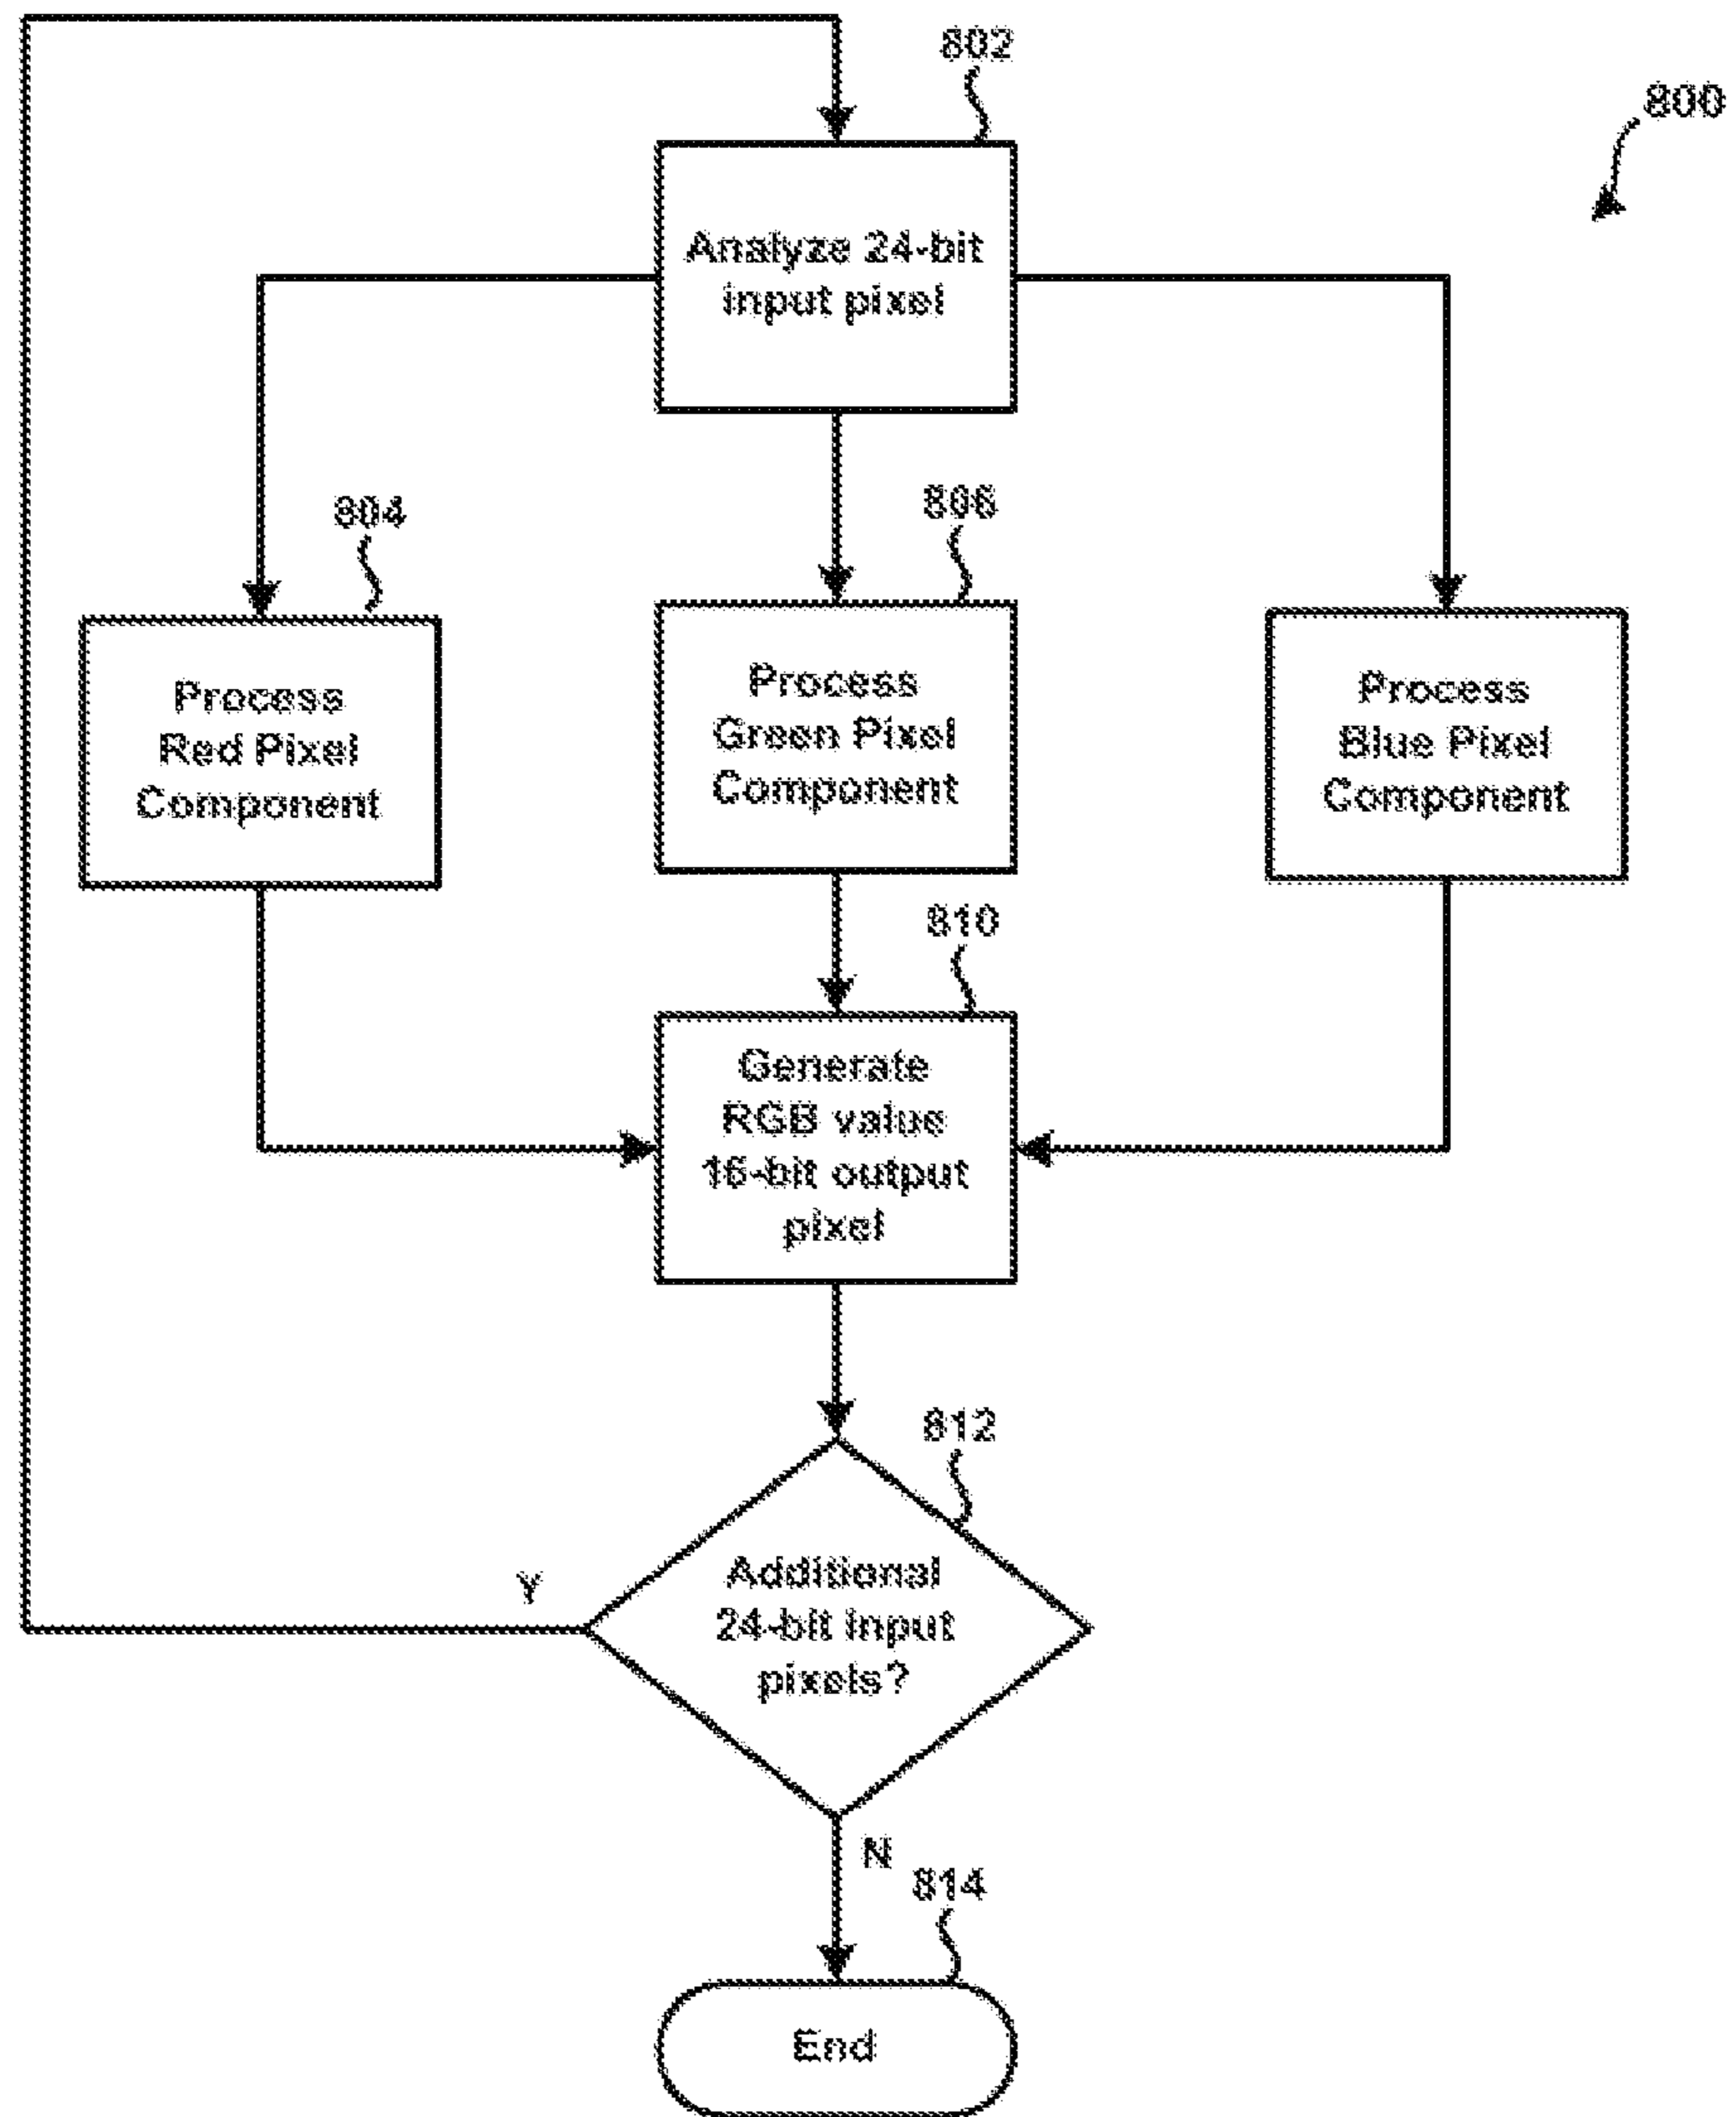 802
800
Analyze 24-bit
input pixel
804
806
Process
Red Pixel
Component
Process
Green Pixel
Component
Process
Blue Pixel
Component
810
Generate
RGB value
16-bit output
pixel
812
Additional
24-bit input
pixels?
Y
N
814
End